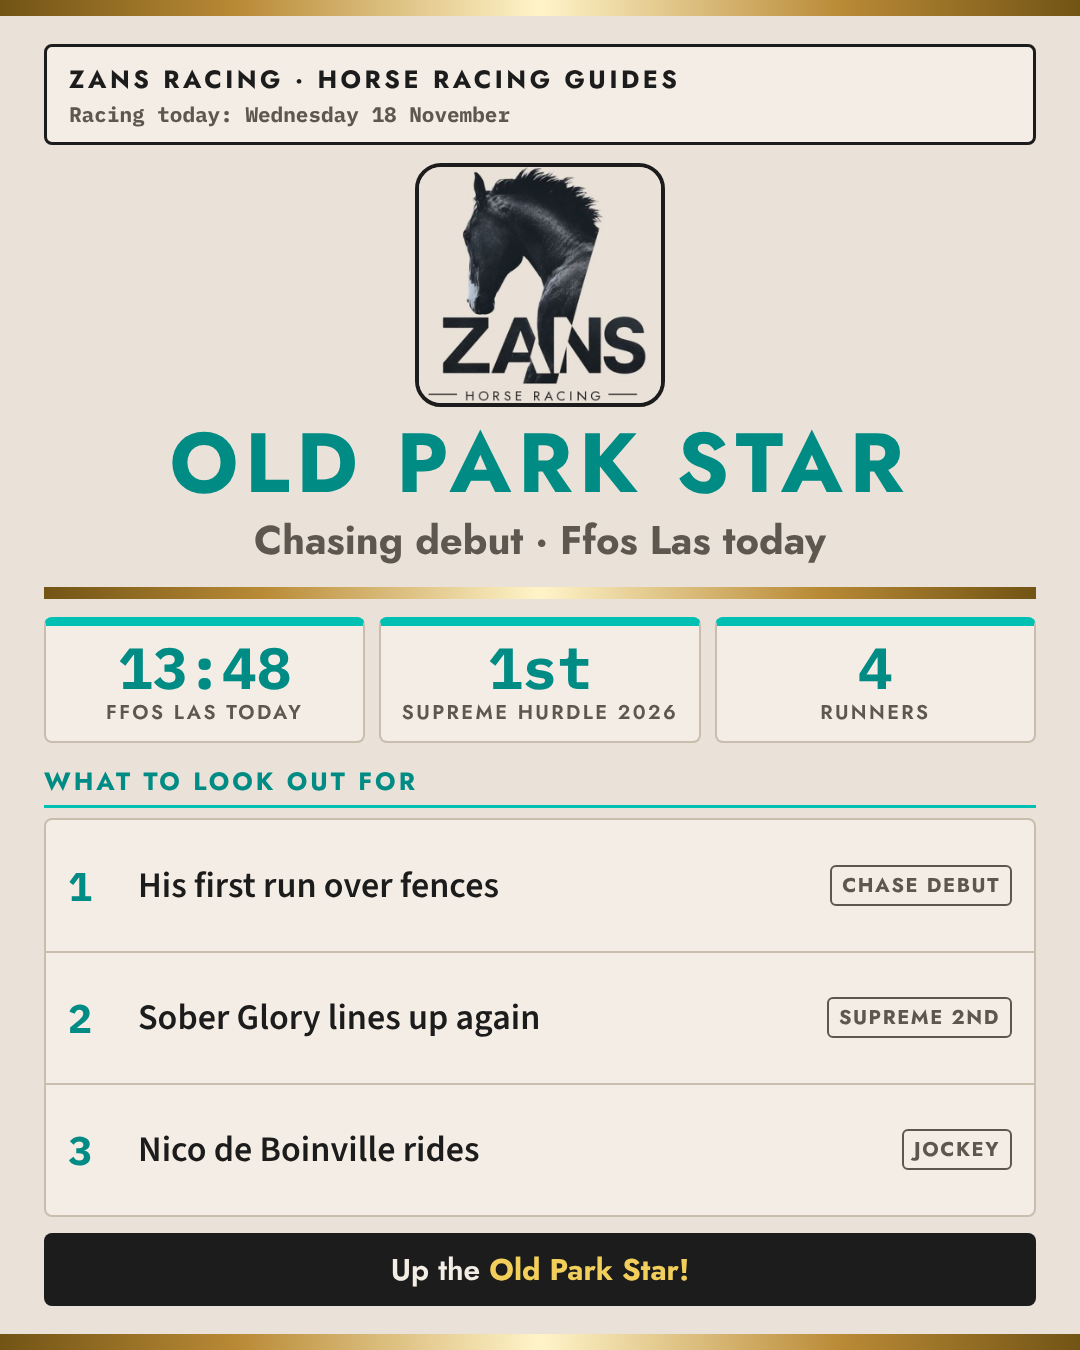 ZANS RACING · HORSE RACING GUIDES
Racing today: Wednesday 18 November
ZANS
HORSE RACING
OLD PARK STAR
Chasing debut · Ffos Las today
13:48
FFOS LAS TODAY
1st
SUPREME HURDLE 2026
4
RUNNERS
WHAT TO LOOK OUT FOR
1 His first run over fences CHASE DEBUT
2 Sober Glory lines up again SUPREME 2ND
3 Nico de Boinville rides JOCKEY
Up the Old Park Star!